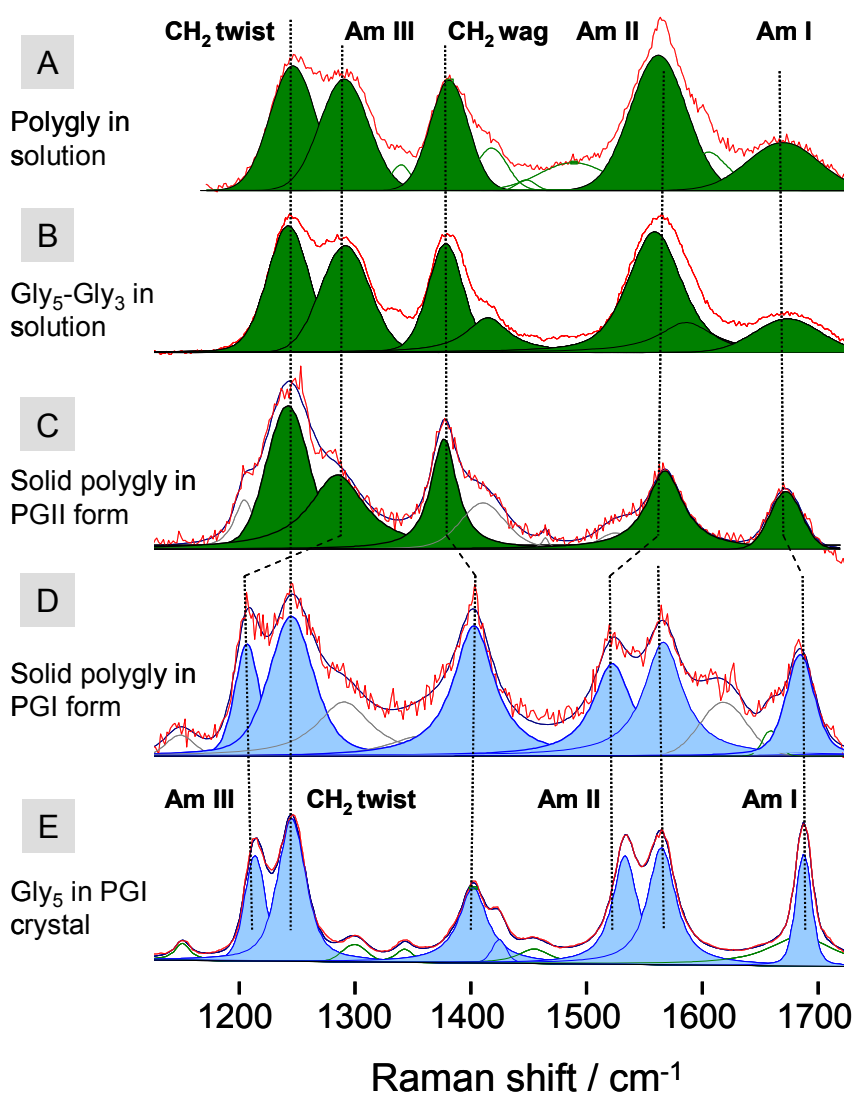 CH₂ twist Am III CH₂ wag Am II Am I
A
Polygly in
solution
B
Gly₅-Gly₃ in
solution
C
Solid polygly in
PGII form
D
Solid polygly in
PGI form
Am III CH₂ twist Am II Am I
E
Gly₅ in PGI
crystal
1200 1300 1400 1500 1600 1700
Raman shift / cm⁻¹